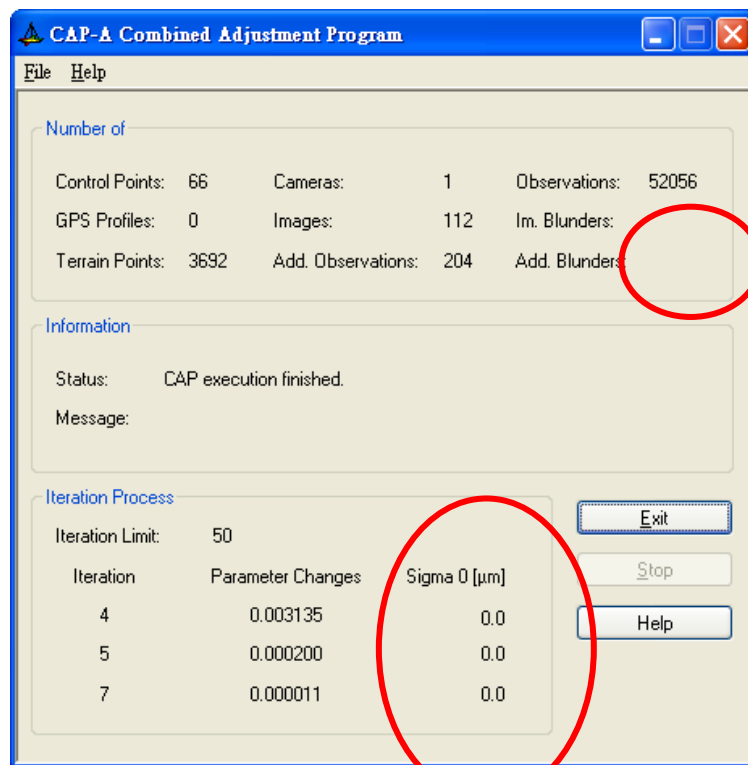 CAP-A Combined Adjustment Program
File Help
Number of
Control Points: 66 Cameras: 1 Observations: 52056
GPS Profiles: 0 Images: 112 Im. Blunders:
Terrain Points: 3692 Add. Observations: 204 Add. Blunders:
Information
Status: CAP execution finished.
Message:
Iteration Process
Iteration Limit: 50
Iteration Parameter Changes Sigma 0 [µm]
4 0.003135 0.0
5 0.000200 0.0
7 0.000011 0.0
Exit
Stop
Help